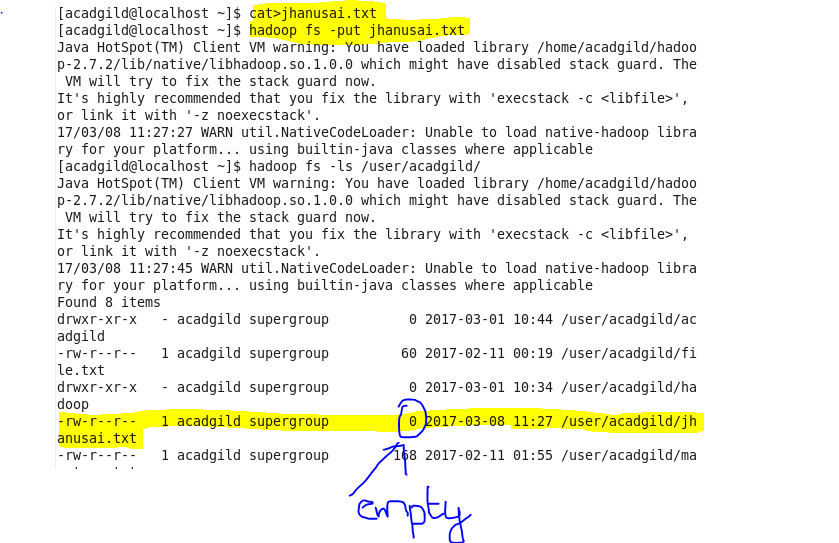 [acadgild@localhost ~]$ cat>jhanusai.txt
[acadgild@localhost ~]$ hadoop fs -put jhanusai.txt
Java HotSpot(TM) Client VM warning: You have loaded library /home/acadgild/hadoo
p-2.7.2/lib/native/libhadoop.so.1.0.0 which might have disabled stack guard. The
 VM will try to fix the stack guard now.
It's highly recommended that you fix the library with 'execstack -c <libfile>',
or link it with '-z noexecstack'.
17/03/08 11:27:27 WARN util.NativeCodeLoader: Unable to load native-hadoop libra
ry for your platform... using builtin-java classes where applicable
[acadgild@localhost ~]$ hadoop fs -ls /user/acadgild/
Java HotSpot(TM) Client VM warning: You have loaded library /home/acadgild/hadoo
p-2.7.2/lib/native/libhadoop.so.1.0.0 which might have disabled stack guard. The
 VM will try to fix the stack guard now.
It's highly recommended that you fix the library with 'execstack -c <libfile>',
or link it with '-z noexecstack'.
17/03/08 11:27:45 WARN util.NativeCodeLoader: Unable to load native-hadoop libra
ry for your platform... using builtin-java classes where applicable
Found 8 items
drwxr-xr-x   - acadgild supergroup          0 2017-03-01 10:44 /user/acadgild/ac
adgild
-rw-r--r--   1 acadgild supergroup         60 2017-02-11 00:19 /user/acadgild/fi
le.txt
drwxr-xr-x   - acadgild supergroup          0 2017-03-01 10:34 /user/acadgild/ha
doop
-rw-r--r--   1 acadgild supergroup          0 2017-03-08 11:27 /user/acadgild/jh
anusai.txt
-rw-r--r--   1 acadgild supergroup        168 2017-02-11 01:55 /user/acadgild/ma
empty